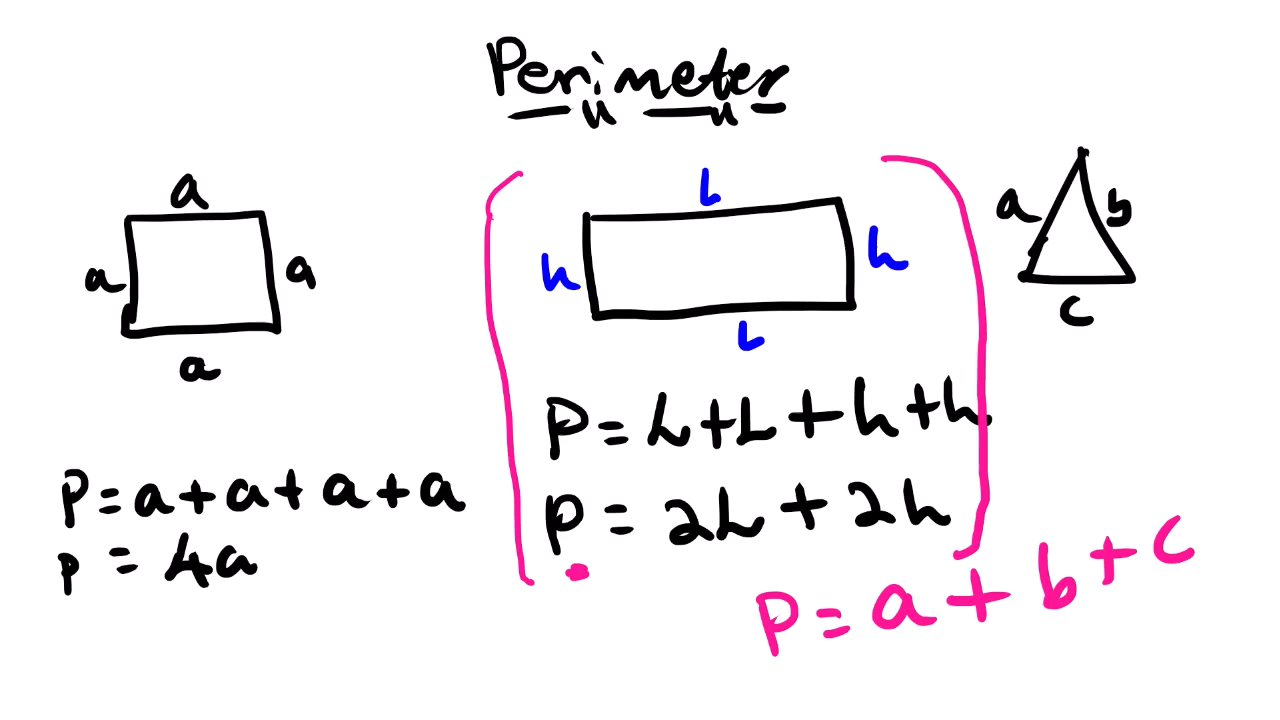 Perimeter
a
a
a
a
P = a + a + a + a
P = 4a
L
h
h
L
P = L + L + h + h
P = 2L + 2h
a
b
c
P = a + b + c